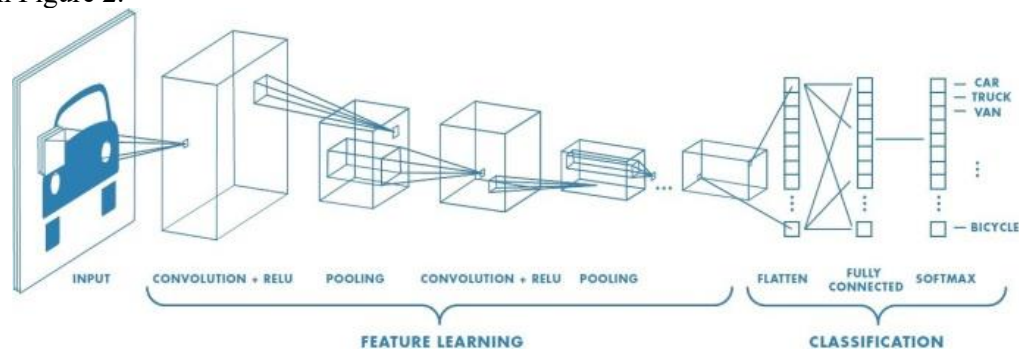 n Figure 2.
CAR
TRUCK
VAN
BICYCLE
INPUT
CONVOLUTION + RELU
POOLING
CONVOLUTION + RELU
POOLING
FLATTEN
FULLY
CONNECTED
SOFTMAX
FEATURE LEARNING
CLASSIFICATION